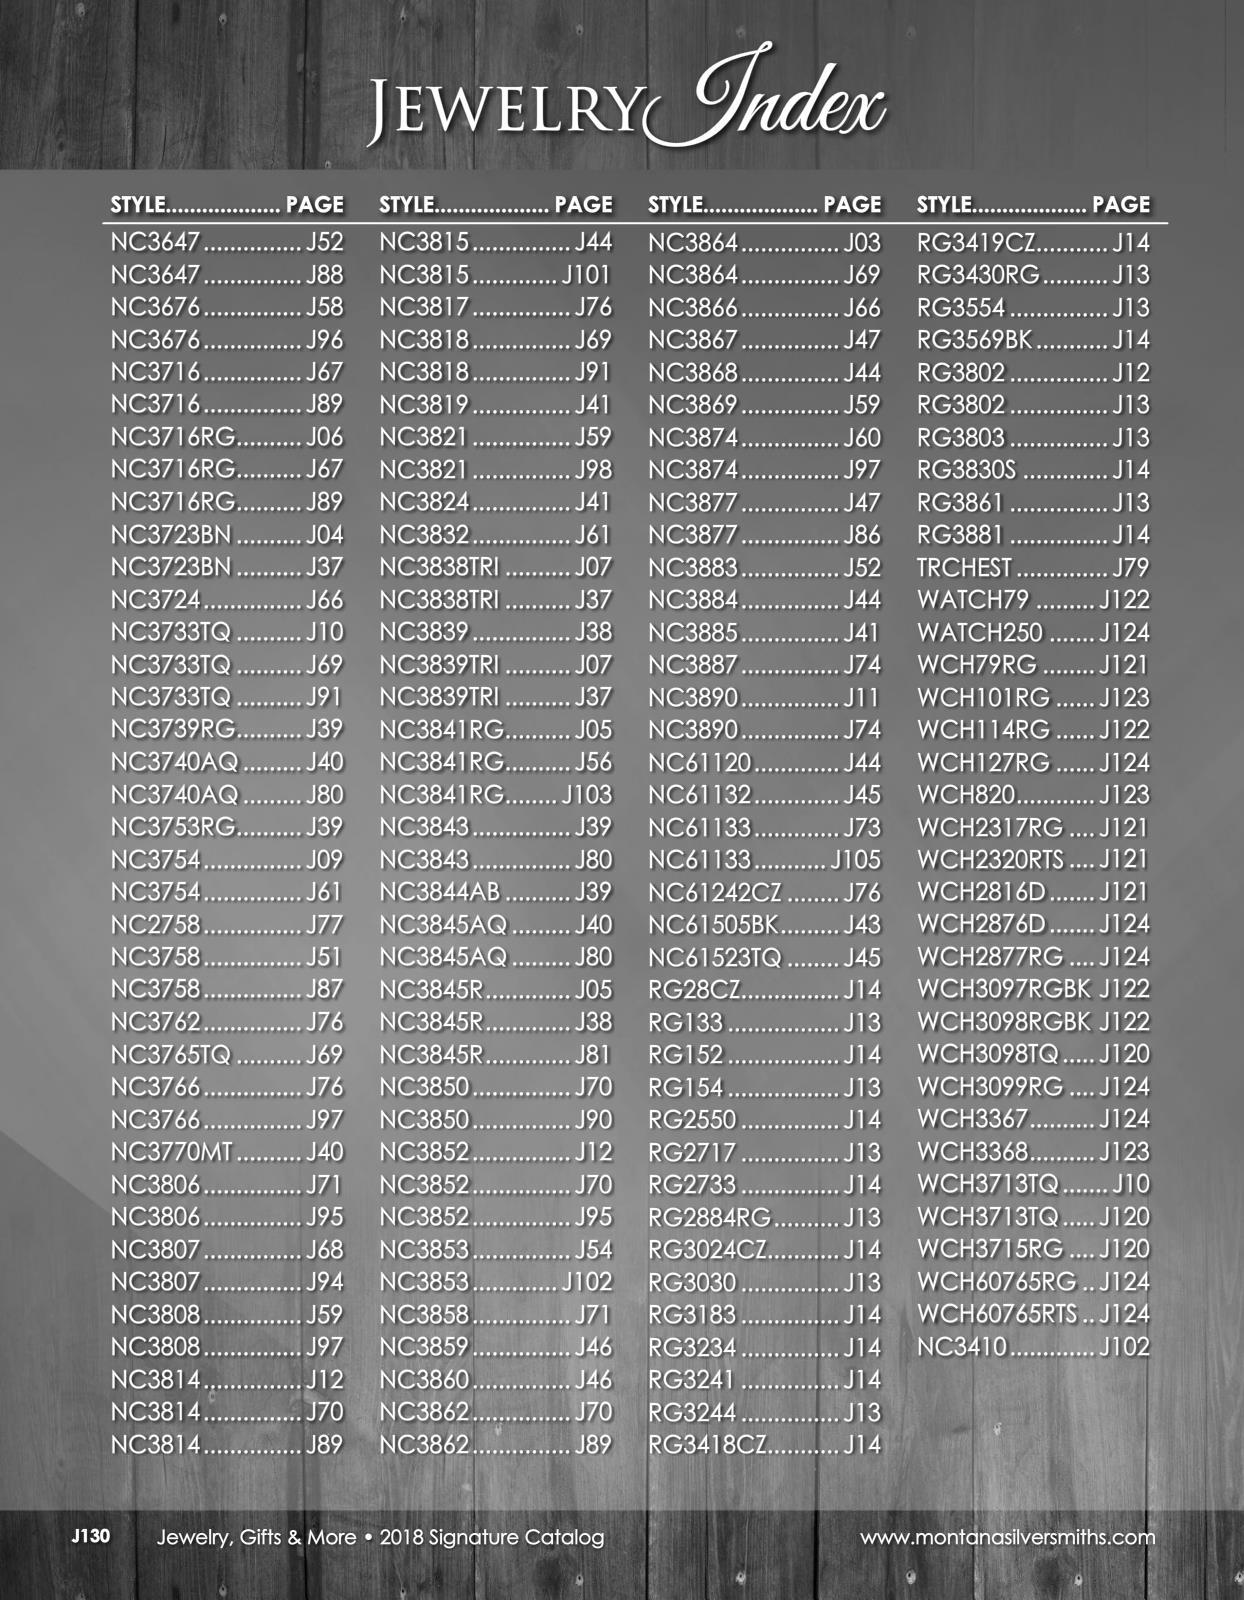 JEWELRY Index
STYLE................... PAGE
NC3647................ J52
NC3647................ J88
NC3676................ J58
NC3676................ J96
NC3716................ J67
NC3716................ J89
NC3716RG........... J06
NC3716RG........... J67
NC3716RG........... J89
NC3723BN........... J04
NC3723BN........... J37
NC3724................ J66
NC3733TQ........... J10
NC3733TQ........... J69
NC3733TQ........... J91
NC3739RG........... J39
NC3740AQ.......... J40
NC3740AQ.......... J80
NC3753RG........... J39
NC3754................ J09
NC3754................ J61
NC2758................ J77
NC3758................ J51
NC3758................ J87
NC3762................ J76
NC3765TQ........... J69
NC3766................ J76
NC3766................ J97
NC3770MT........... J40
NC3806................ J71
NC3806................ J95
NC3807................ J68
NC3807................ J94
NC3808................ J59
NC3808................ J97
NC3814................ J12
NC3814................ J70
NC3814................ J89
STYLE................... PAGE
NC3815................ J44
NC3815.............. J101
NC3817................ J76
NC3818................ J69
NC3818................ J91
NC3819................ J41
NC3821................ J59
NC3821................ J98
NC3824................ J41
NC3832................ J61
NC3838TRI ........... J07
NC3838TRI ........... J37
NC3839................ J38
NC3839TRI ........... J07
NC3839TRI ........... J37
NC3841RG........... J05
NC3841RG........... J56
NC3841RG......... J103
NC3843................ J39
NC3843................ J80
NC3844AB ........... J39
NC3845AQ.......... J40
NC3845AQ.......... J80
NC3845R.............. J05
NC3845R.............. J38
NC3845R.............. J81
NC3850................ J70
NC3850................ J90
NC3852................ J12
NC3852................ J70
NC3852................ J95
NC3853................ J54
NC3853.............. J102
NC3858................ J71
NC3859................ J46
NC3860................ J46
NC3862................ J70
NC3862................ J89
STYLE................... PAGE
NC3864................ J03
NC3864................ J69
NC3866................ J66
NC3867................ J47
NC3868................ J44
NC3869................ J59
NC3874................ J60
NC3874................ J97
NC3877................ J47
NC3877................ J86
NC3883................ J52
NC3884................ J44
NC3885................ J41
NC3887................ J74
NC3890................ J11
NC3890................ J74
NC61120.............. J44
NC61132.............. J45
NC61133.............. J73
NC61133............ J105
NC61242CZ ........ J76
NC61505BK.......... J43
NC61523TQ ........ J45
RG28CZ................ J14
RG133 .................. J13
RG152 .................. J14
RG154 .................. J13
RG2550 ................ J14
RG2717 ................ J13
RG2733 ................ J14
RG2884RG........... J13
RG3024CZ............ J14
RG3030 ................ J13
RG3183 ................ J14
RG3234 ................ J14
RG3241 ................ J14
RG3244 ................ J13
RG3418CZ............ J14
STYLE................... PAGE
RG3419CZ............ J14
RG3430RG........... J13
RG3554 ................ J13
RG3569BK............ J14
RG3802 ................ J12
RG3802 ................ J13
RG3803 ................ J13
RG3830S .............. J14
RG3861 ................ J13
RG3881 ................ J14
TRCHEST ............... J79
WATCH79 .......... J122
WATCH250 ........ J124
WCH79RG ......... J121
WCH101RG ....... J123
WCH114RG ....... J122
WCH127RG ....... J124
WCH820............. J123
WCH2317RG ..... J121
WCH2320RTS ..... J121
WCH2816D ........ J121
WCH2876D ........ J124
WCH2877RG ..... J124
WCH3097RGBK J122
WCH3098RGBK J122
WCH3098TQ...... J120
WCH3099RG ..... J124
WCH3367........... J124
WCH3368........... J123
WCH3713TQ........ J10
WCH3713TQ...... J120
WCH3715RG ..... J120
WCH60765RG .. J124
WCH60765RTS .. J124
NC3410.............. J102
J130 Jewelry, Gifts & More • 2018 Signature Catalog www.montanasilversmiths.com